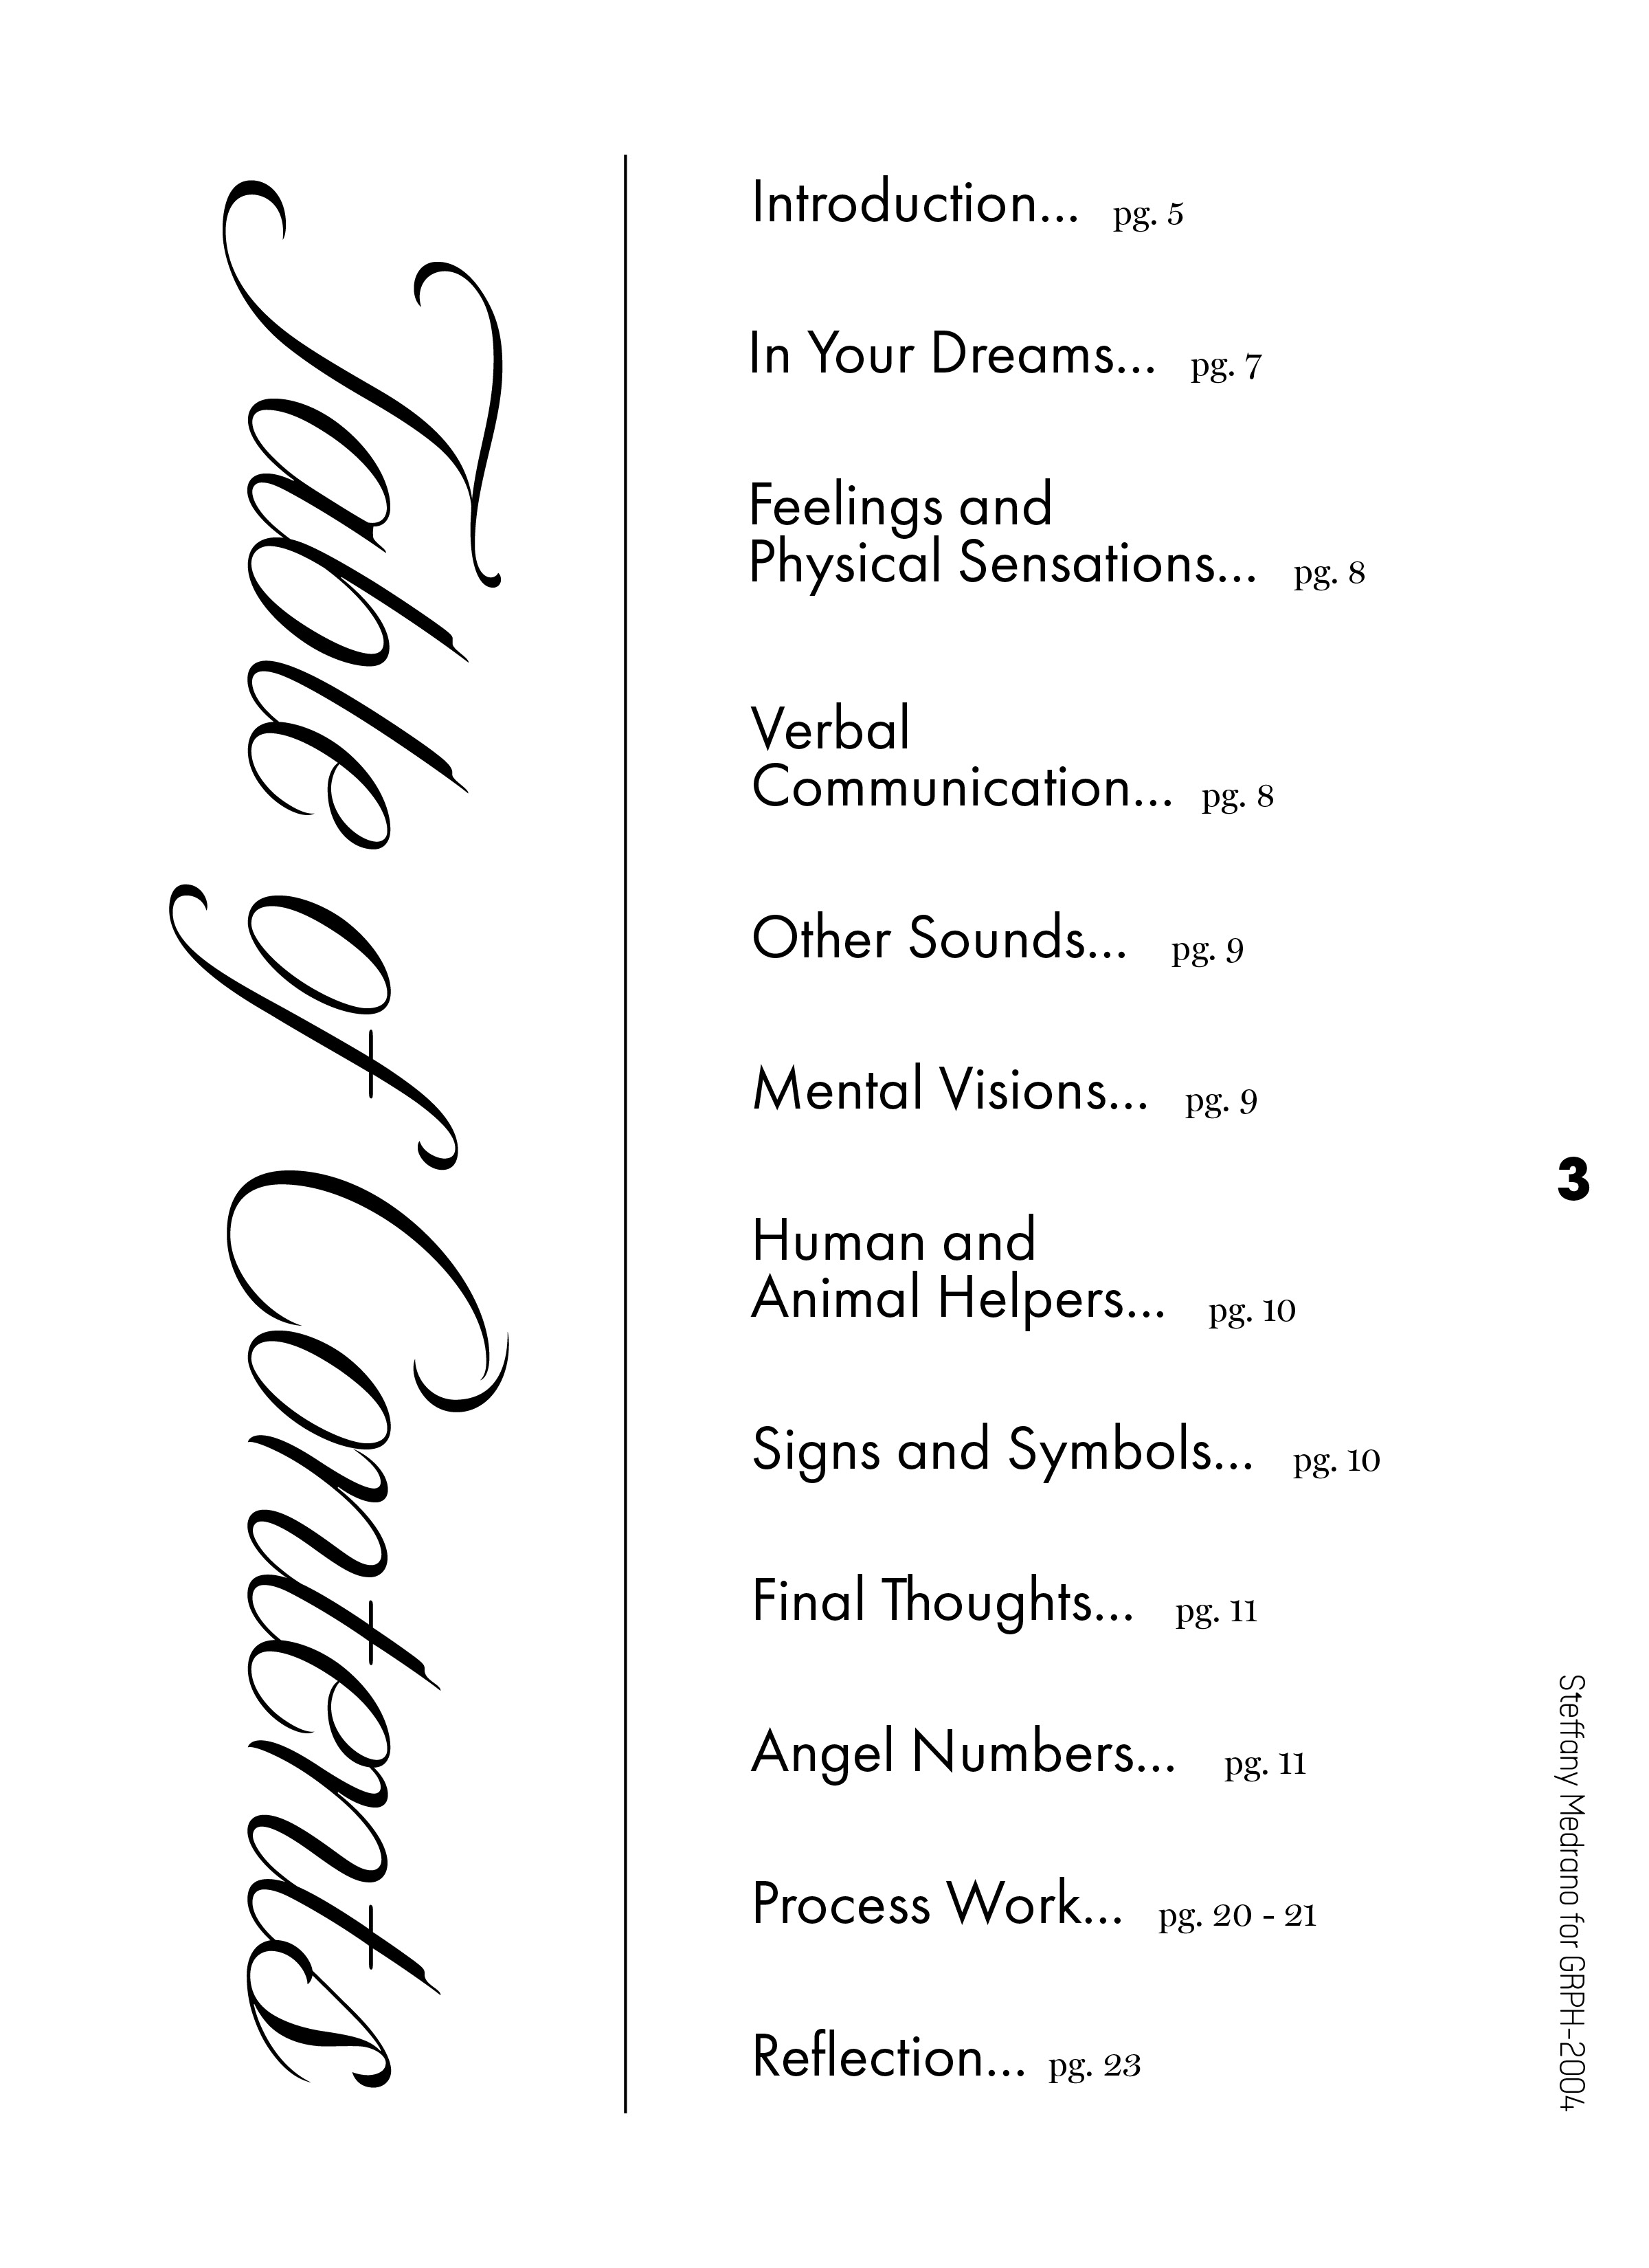 Table of Contents
Introduction... pg. 5
In Your Dreams... pg. 7
Feelings and
Physical Sensations... pg. 8
Verbal
Communication... pg. 8
Other Sounds... pg. 9
Mental Visions... pg. 9
Human and
Animal Helpers... pg. 10
Signs and Symbols... pg. 10
Final Thoughts... pg. 11
Angel Numbers... pg. 11
Process Work... pg. 20 - 21
Reflection... pg. 23
3
Steffany Medrano for GRPH-2004